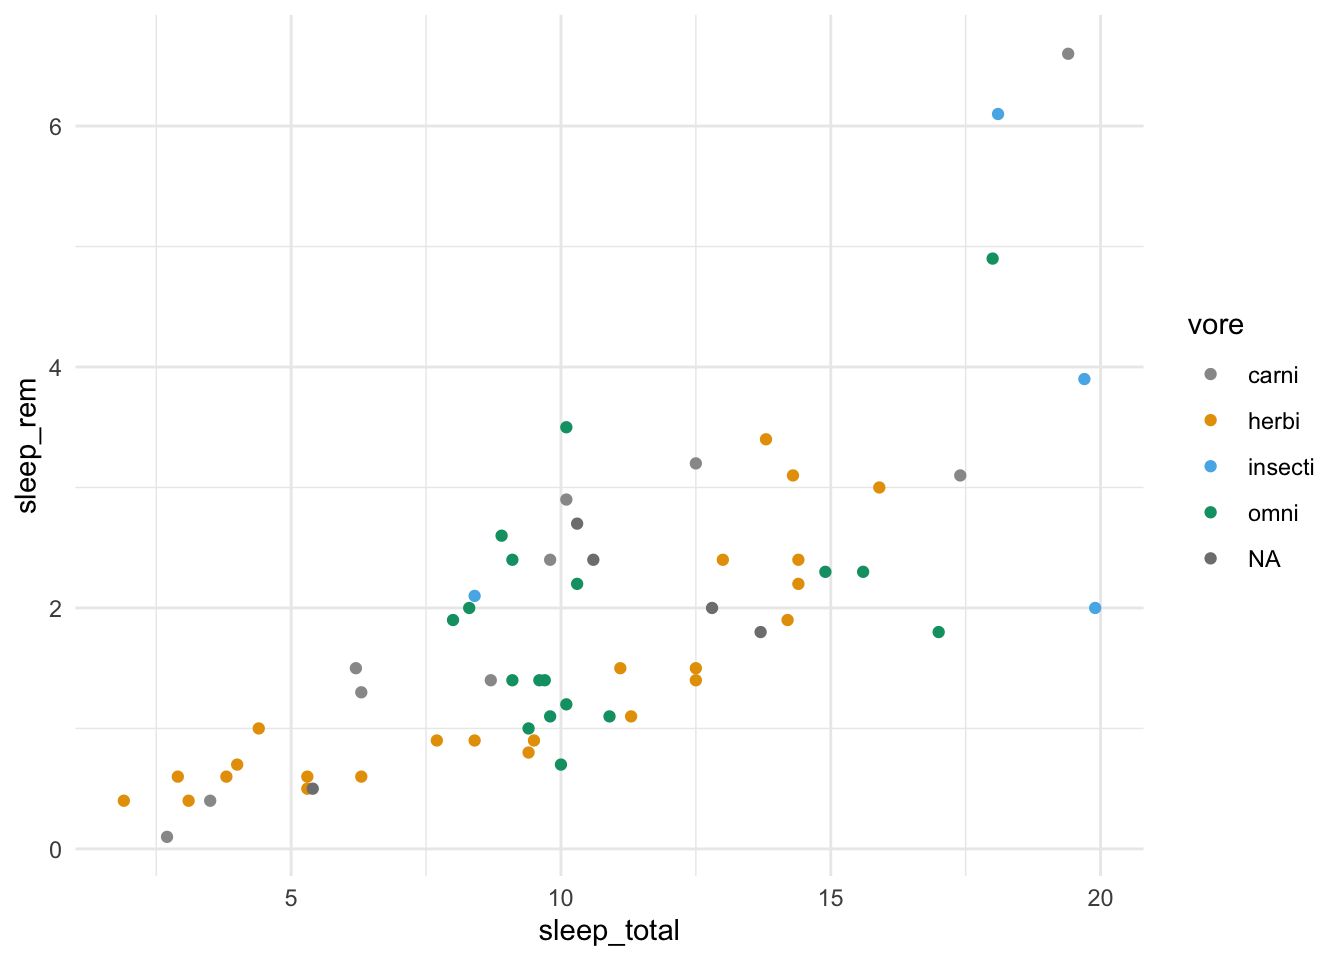 6
4
2
0
sleep_rem
5 10 15 20
sleep_total
vore
carni
herbi
insecti
omni
NA